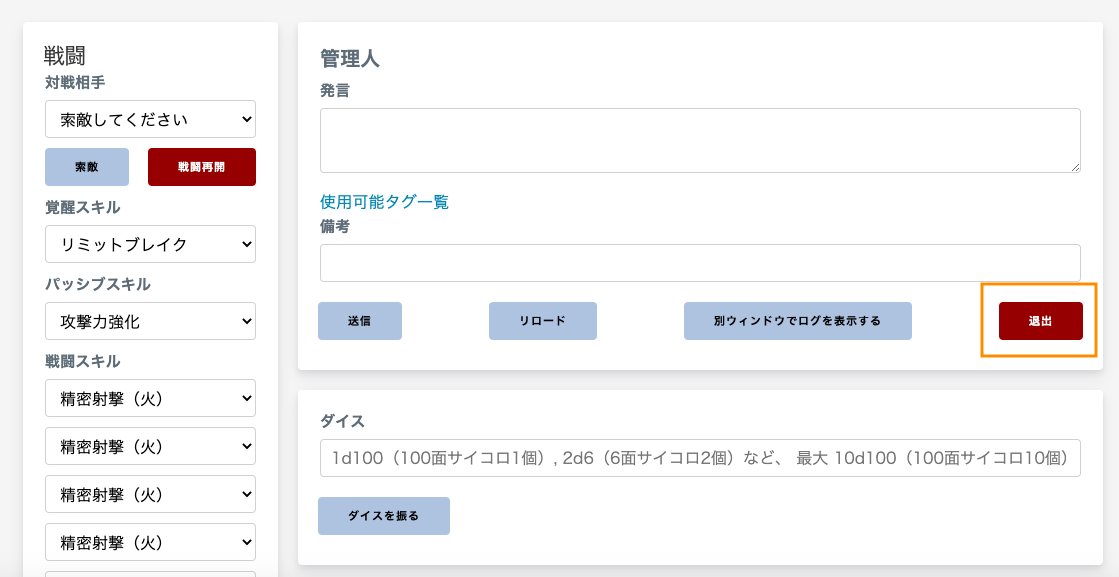 戦闘
対戦相手
索敵してください
索敵
戦闘再開
覚醒スキル
リミットブレイク
パッシブスキル
攻撃力強化
戦闘スキル
精密射撃（火）
精密射撃（火）
精密射撃（火）
精密射撃（火）
管理人
発言
使用可能タグ一覧
備考
送信
リロード
別ウィンドウでログを表示する
退出
ダイス
1d100（100面サイコロ1個）, 2d6（6面サイコロ2個）など、 最大 10d100（100面サイコロ10個）
ダイスを振る